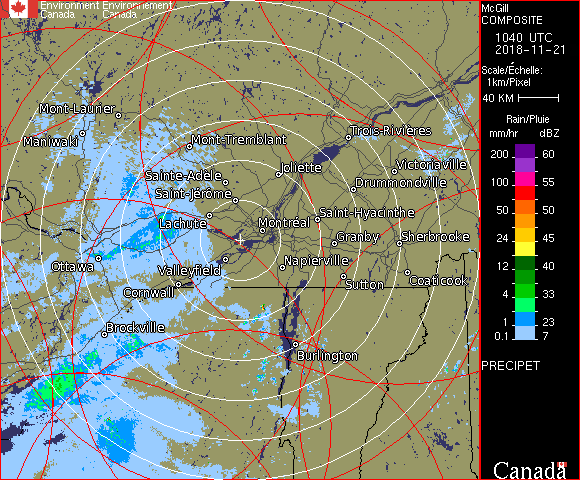 Environment Environnement
Canada Canada
McGill
COMPOSITE
1040 UTC
2018-11-21
Scale/Échelle:
1km/Pixel
40 KM
Rain/Pluie
mm/hr dBZ
200 60
100 55
50 50
24 45
12 40
4 33
1 23
0.1 7
PRECIPET
Canada
Mont-Laurier
Maniwaki
Mont-Tremblant
Trois-Rivières
Sainte-Adèle
Joliette
Victoriaville
Saint-Jérôme
Drummondville
Lachute
Montréal
Saint-Hyacinthe
Granby
Sherbrooke
Ottawa
Valleyfield
Napierville
Cornwall
Sutton
Coaticook
Brockville
Burlington